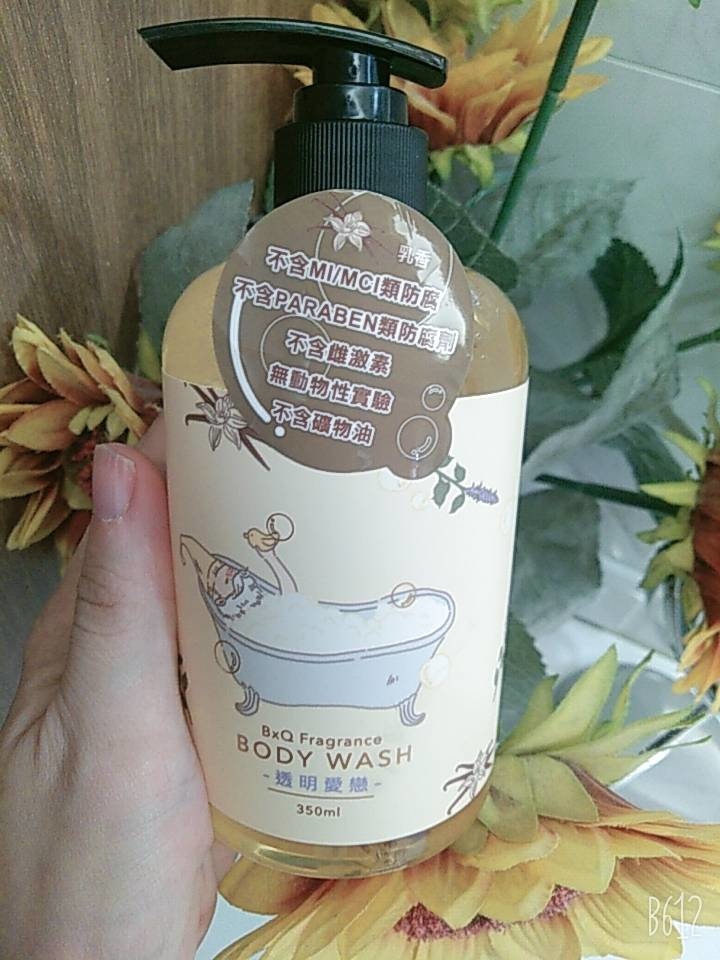 乳香
不含MI/MCI類防腐
不含PARABEN類防腐劑
不含雌激素
無動物性實驗
不含礦物油
BxQ Fragrance
BODY WASH
-透明愛戀-
350ml
B612